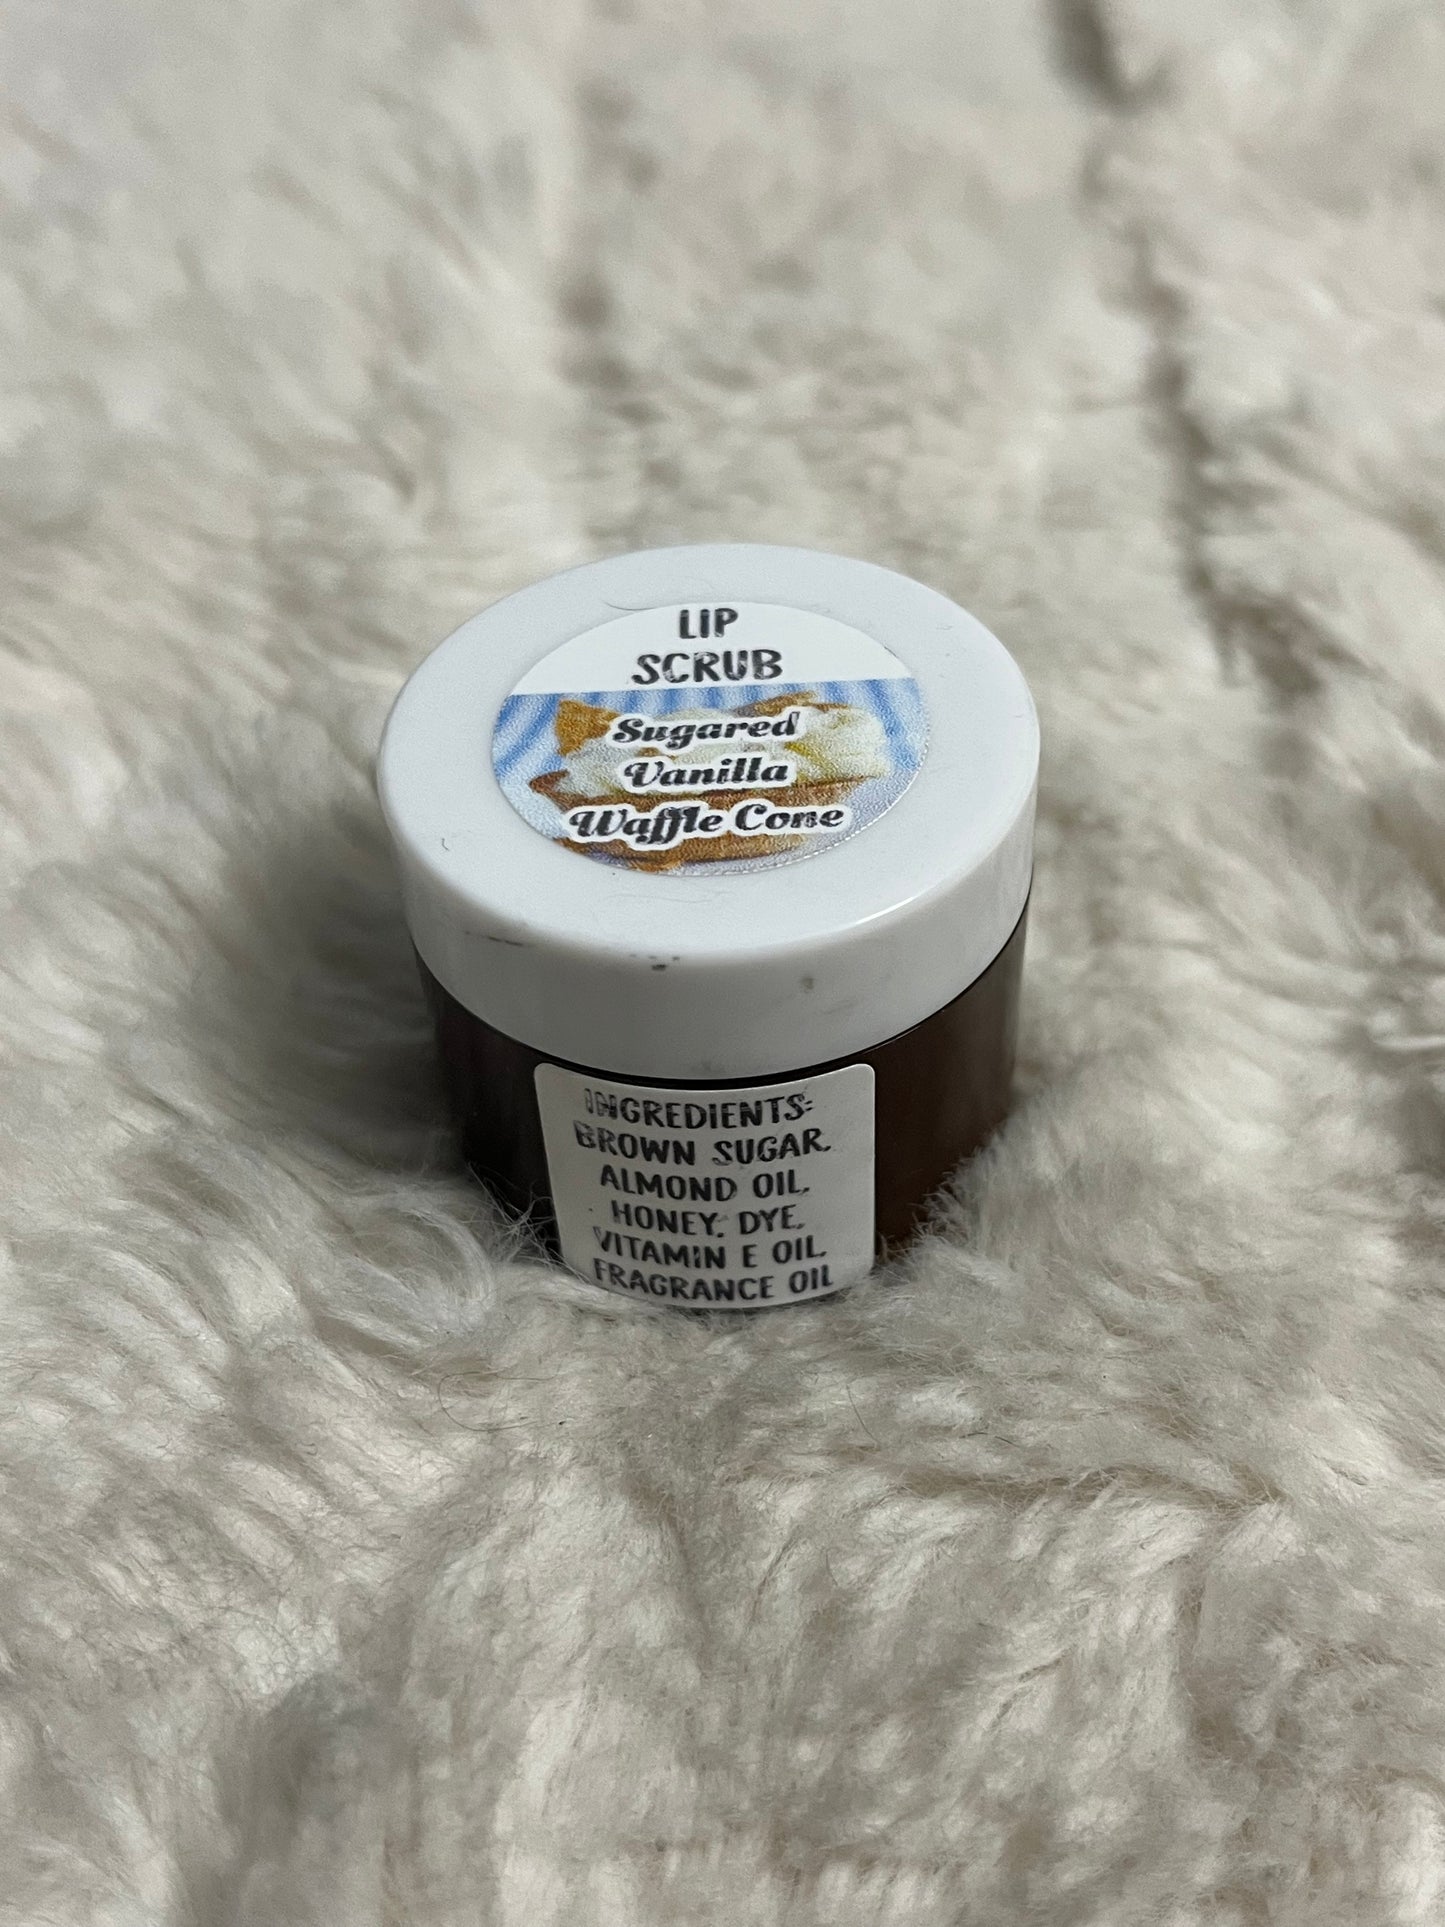 LIP
SCRUB
Sugared
Vanilla
Waffle Cone
INGREDIENTS:
BROWN SUGAR,
ALMOND OIL,
HONEY, DYE,
VITAMIN E OIL,
FRAGRANCE OIL